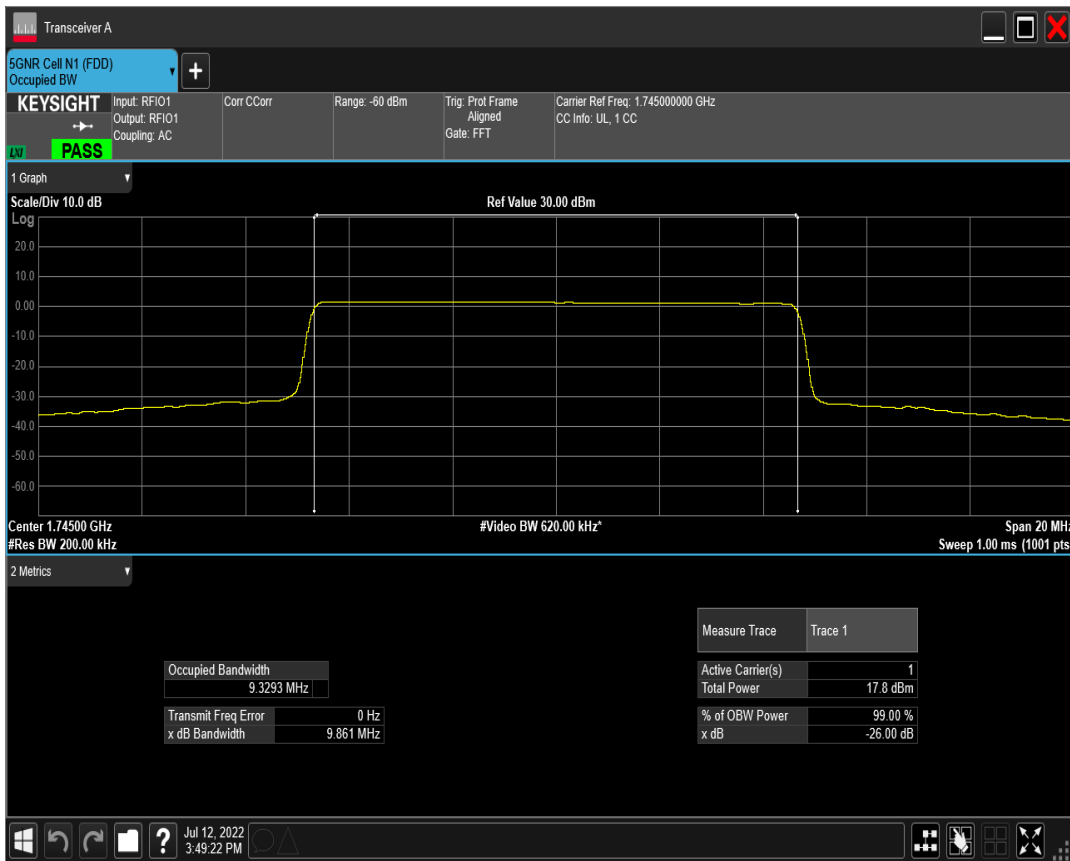 Transceiver A
5GNR Cell N1 (FDD)
Occupied BW
+
KEYSIGHT
LXI
PASS
Input: RFIO1
Output: RFIO1
Coupling: AC
Corr CCorr
Range: -60 dBm
Trig: Prot Frame
Aligned
Gate: FFT
Carrier Ref Freq: 1.745000000 GHz
CC Info: UL, 1 CC
1 Graph
Scale/Div 10.0 dB
Ref Value 30.00 dBm
Log
20.0
10.0
0.00
-10.0
-20.0
-30.0
-40.0
-50.0
-60.0
Center 1.74500 GHz
#Video BW 620.00 kHz*
Span 20 MHz
#Res BW 200.00 kHz
Sweep 1.00 ms (1001 pts
2 Metrics
Measure Trace Trace 1
Occupied Bandwidth
9.3293 MHz
Active Carrier(s) 1
Total Power 17.8 dBm
Transmit Freq Error 0 Hz
x dB Bandwidth 9.861 MHz
% of OBW Power 99.00 %
x dB -26.00 dB
?
Jul 12, 2022
3:49:22 PM